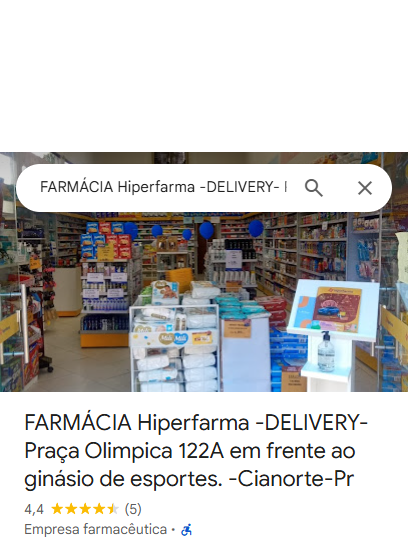 FARMÁCIA Hiperfarma -DELIVERY-
FARMÁCIA Hiperfarma -DELIVERY-
Praça Olimpica 122A em frente ao
ginásio de esportes. -Cianorte-Pr
4,4 ★★★★★ (5)
Empresa farmacêutica ·